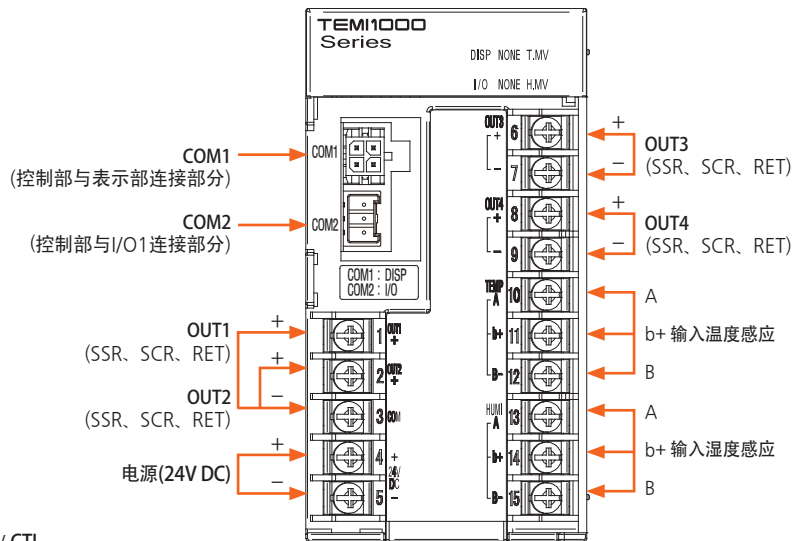 TEMI1000
Series
DISP NONE T.MV
I/O NONE H.MV
COM1
(控制部与表示部连接部分)
COM1
COM2
(控制部与I/O1连接部分)
COM2
COM1 : DISP
COM2 : I/O
OUT1
(SSR、SCR、RET)
+
OUT2
(SSR、SCR、RET)
+
−
电源(24V DC)
+
−
1 OUT1 +
2 OUT2 +
3 COM
4 +
24V
DC
5 −
OUT3
+ 6
− 7
OUT4
+ 8
− 9
TEMP
A 10
b+ 11
B- 12
HUMI
A 13
b+ 14
B- 15
+
−
OUT3
(SSR、SCR、RET)
+
−
OUT4
(SSR、SCR、RET)
A
b+ 输入温度感应
B
A
b+ 输入湿度感应
B
/ CTL